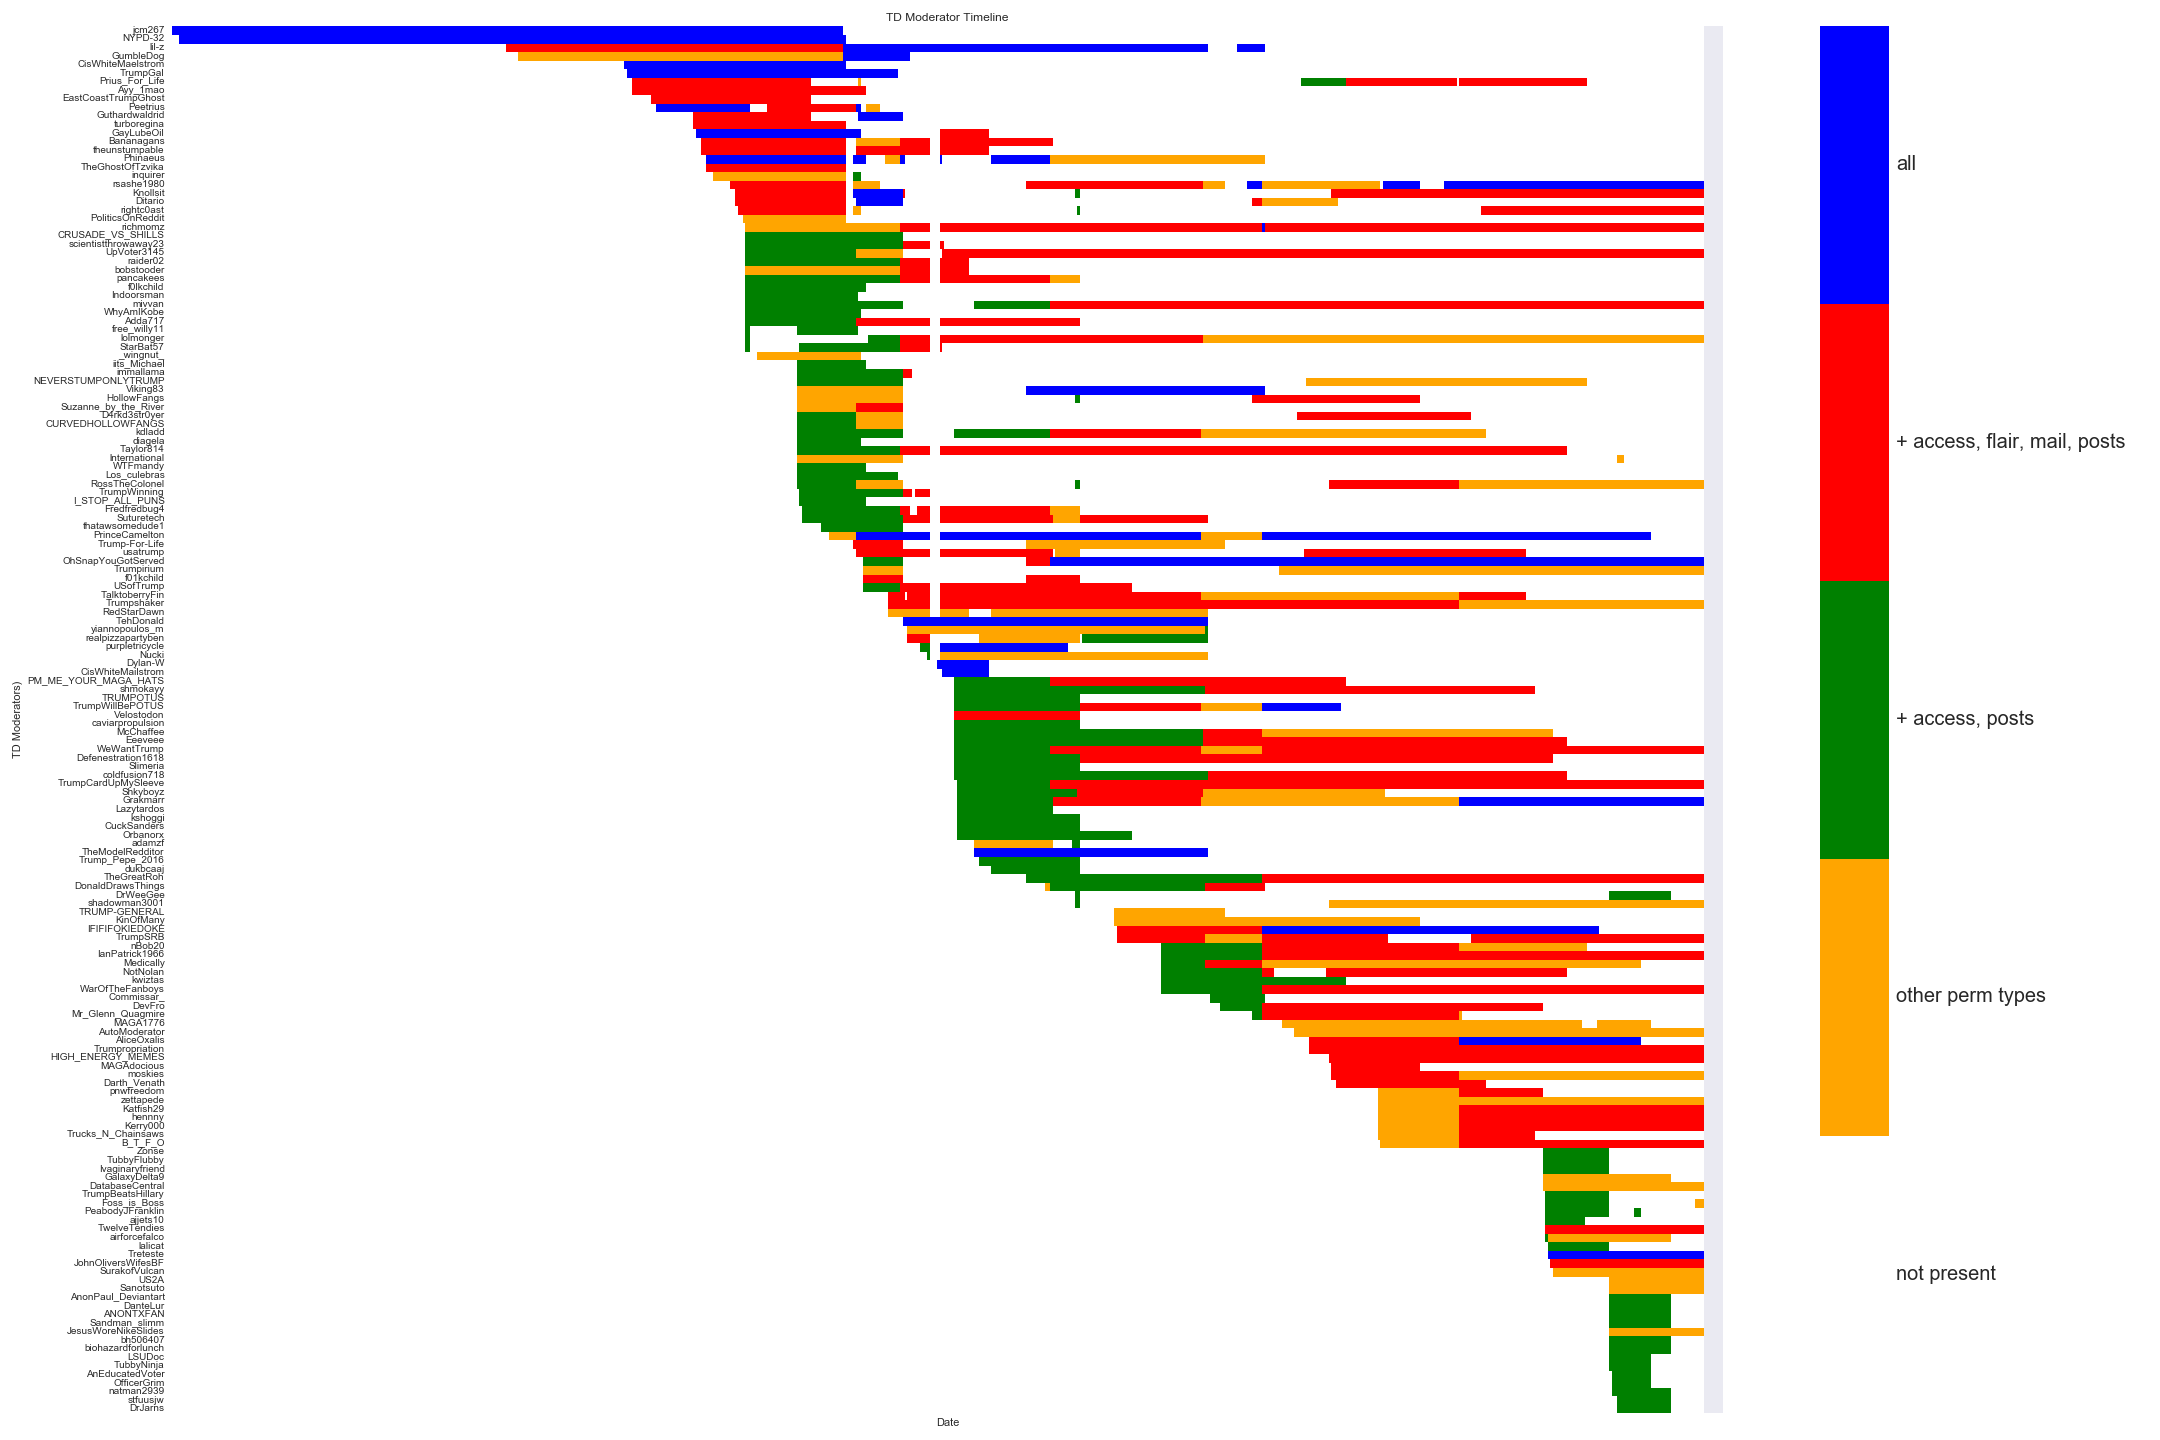 TD Moderator Timeline
jcm267
NYPD-32
lil-z
GumbleDog
CisWhiteMaelstrom
TrumpGal
Prius_For_Life
Ayy_1mao
EastCoastTrumpGhost
Peetrius
Guthardwaldrid
turboregina
GayLubeOil
Bananagans
theunstumpable
Phinaeus
TheGhostOfTzvika
inquirer
rsashe1980
Knollsit
Ditario
rightc0ast
PoliticsOnReddit
richmomz
CRUSADE_VS_SHILLS
scientistthrowaway23
UpVoter3145
raider02
bobstooder
pancakees
f0lkchild
Indoorsman
mivvan
WhyAmIKobe
Adda717
free_willy11
lolmonger
StarBat57
_wingnut_
iits_Michael
immallama
NEVERSTUMPONLYTRUMP
Viking83
HollowFangs
Suzanne_by_the_River
D4rkd3str0yer
CURVEDHOLLOWFANGS
kdladd
diagela
Taylor814
International
WTFmandy
Los_culebras
RossTheColonel
TrumpWinning
I_STOP_ALL_PUNS
Fredfredbug4
Suturetech
thatawsomedude1
PrinceCamelton
Trump-For-Life
usatrump
OhSnapYouGotServed
Trumpirium
f01kchild
USofTrump
TalktoberryFin
Trumpshaker
RedStarDawn
TehDonald
yiannopoulos_m
realpizzapartyben
purpletricycle
Nucki
Dylan-W
CisWhiteMailstrom
PM_ME_YOUR_MAGA_HATS
shmokayy
TRUMPOTUS
TrumpWillBePOTUS
Velostodon
caviarpropulsion
McChaffee
Eeeveee
WeWantTrump
Defenestration1618
Slimeria
coldfusion718
TrumpCardUpMySleeve
Shkyboyz
Grakmarr
Lazytardos
kshoggi
CuckSanders
Orbanorx
adamzf
TheModelRedditor
Trump_Pepe_2016
dukbcaaj
TheGreatRoh
DonaldDrawsThings
DrWeeGee
shadowman3001
TRUMP-GENERAL
KinOfMany
IFIFIFOKIEDOKE
TrumpSRB
nBob20
IanPatrick1966
Medically
NotNolan
kwiztas
WarOfTheFanboys
Commissar_
DevFro
Mr_Glenn_Quagmire
MAGA1776
AutoModerator
AliceOxalis
Trumpropriation
HIGH_ENERGY_MEMES
MAGAdocious
moskies
Darth_Venath
pnwfreedom
zettapede
Katfish29
hennny
Kerry000
Trucks_N_Chainsaws
B_T_F_O
Zonse
TubbyFlubby
Ivaginaryfriend
GalaxyDelta9
DatabaseCentral
TrumpBeatsHillary
Foss_is_Boss
PeabodyJFranklin
ajjets10
TwelveTendies
airforcefalco
lalicat
Treteste
JohnOliversWifesBF
SurakofVulcan
US2A
Sanotsuto
AnonPaul_Deviantart
DanteLur
ANONTXFAN
Sandman_slimm
JesusWoreNikeSlides
bh506407
biohazardforlunch
LSUDoc
TubbyNinja
AnEducatedVoter
OfficerGrim
natman2939
stfuusjw
DrJarns
TD Moderators)
Date
all
+ access, flair, mail, posts
+ access, posts
other perm types
not present